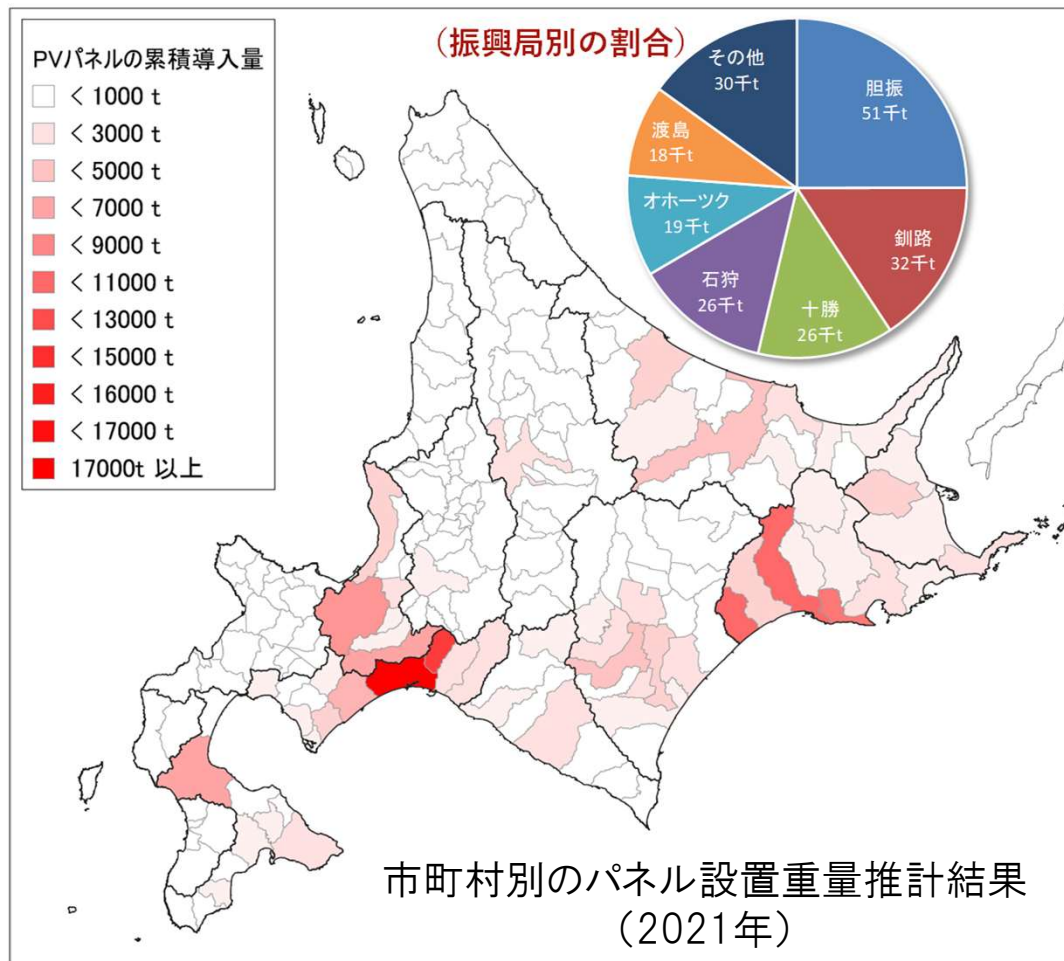 PVパネルの累積導入量
< 1000 t
< 3000 t
< 5000 t
< 7000 t
< 9000 t
< 11000 t
< 13000 t
< 15000 t
< 16000 t
< 17000 t
17000t 以上
(振興局別の割合)
胆振
51千t
釧路
32千t
十勝
26千t
石狩
26千t
オホーツク
19千t
渡島
18千t
その他
30千t
市町村別のパネル設置重量推計結果
(2021年)